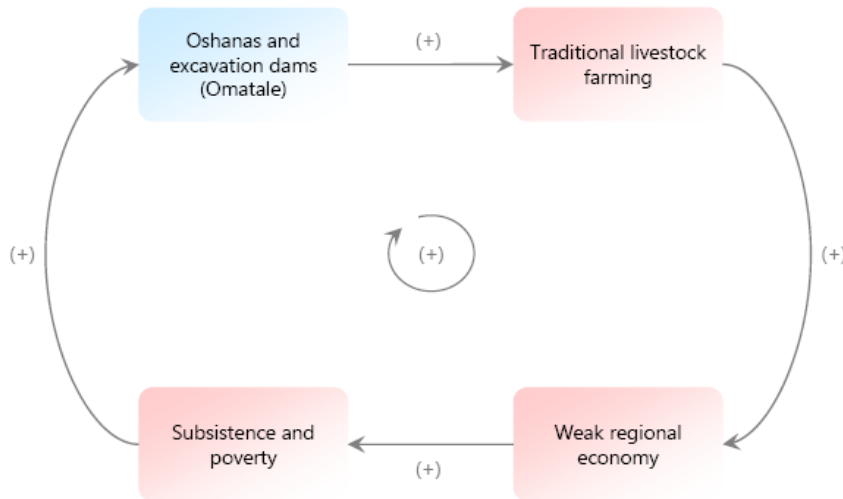 Oshanas and
excavation dams
(Omatale)
(+)
Traditional livestock
farming
(+)
(+)
(+)
Subsistence and
poverty
(+)
Weak regional
economy